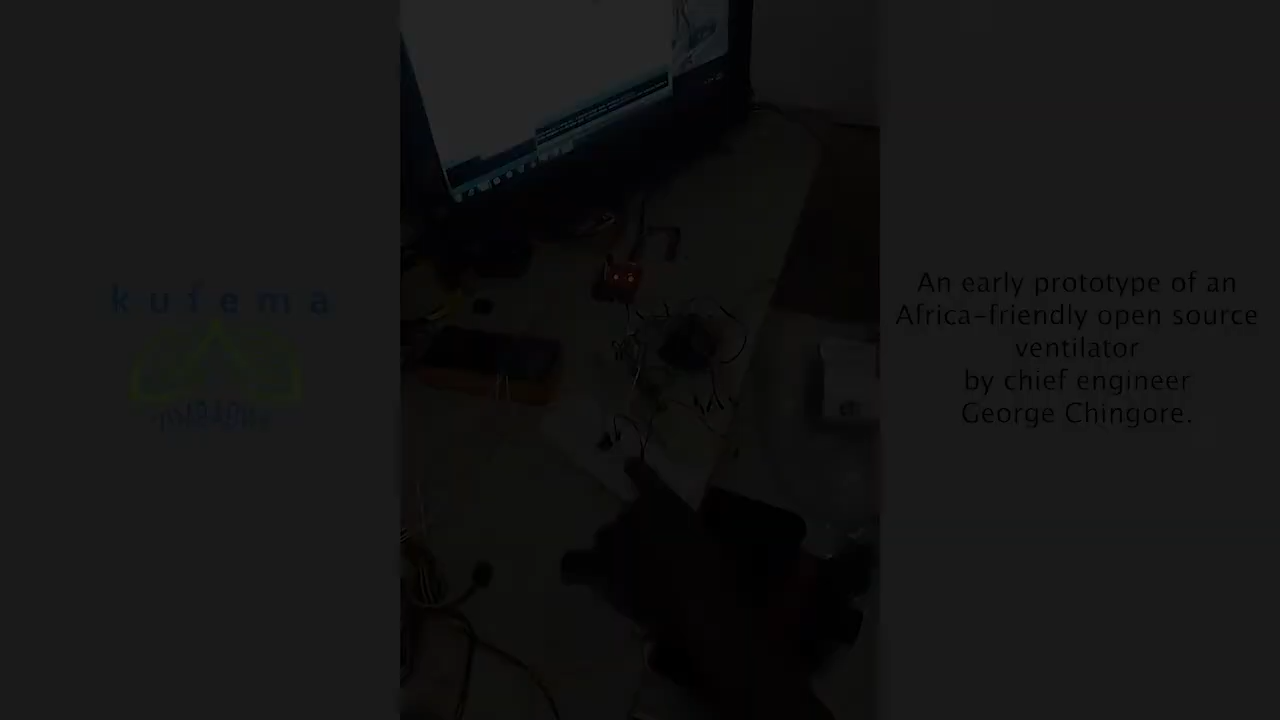 kufema
An early prototype of an
Africa-friendly open source
ventilator
by chief engineer
George Chingore.